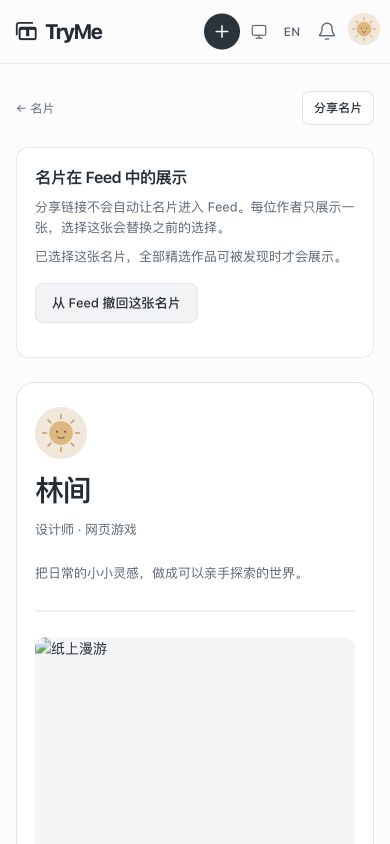 TryMe
EN
← 名片
分享名片
名片在 Feed 中的展示
分享链接不会自动让名片进入 Feed。每位作者只展示一
张，选择这张会替换之前的选择。
已选择这张名片，全部精选作品可被发现时才会展示。
从 Feed 撤回这张名片
林间
设计师 · 网页游戏
把日常的小小灵感，做成可以亲手探索的世界。
纸上漫游